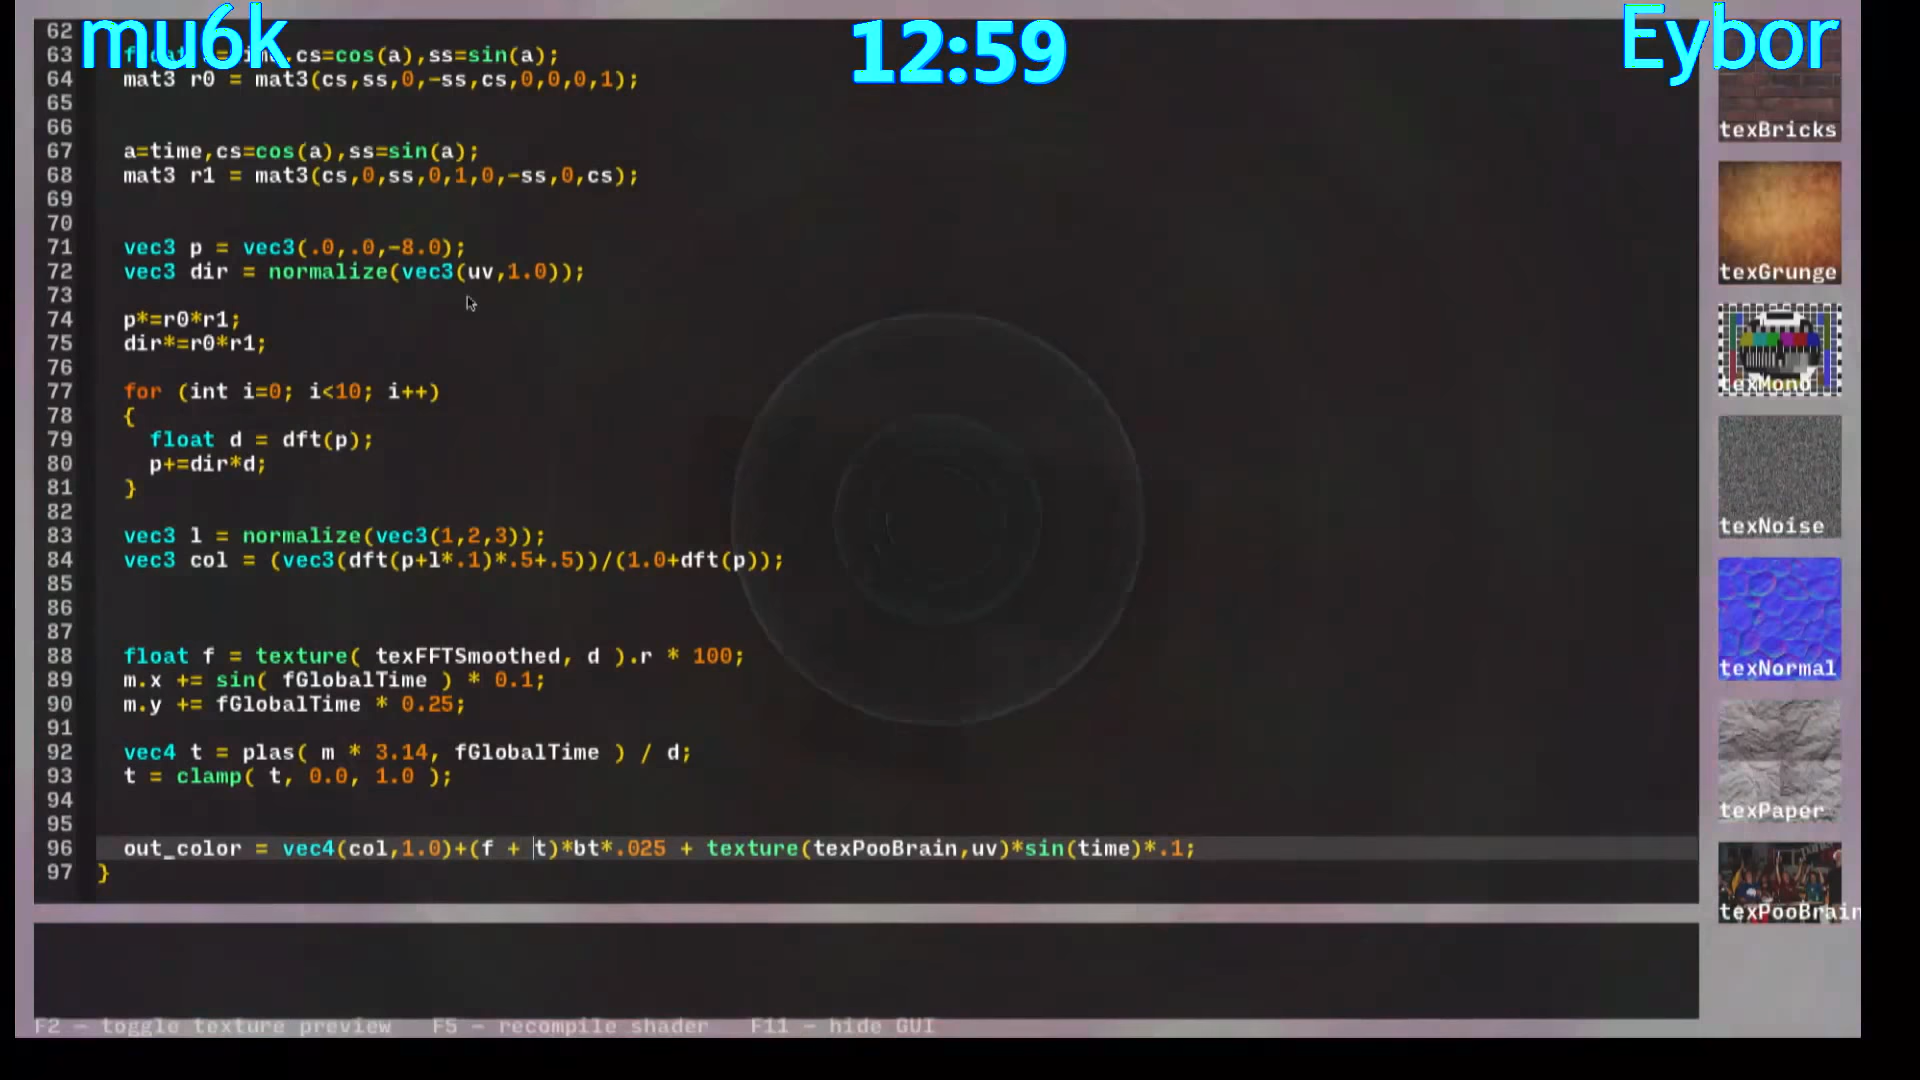 mu6k
12:59
Eybor
62
63 float a=time,cs=cos(a),ss=sin(a);
64 mat3 r0 = mat3(cs,ss,0,-ss,cs,0,0,0,1);
65
66
67 a=time,cs=cos(a),ss=sin(a);
68 mat3 r1 = mat3(cs,0,ss,0,1,0,-ss,0,cs);
69
70
71 vec3 p = vec3(.0,.0,-8.0);
72 vec3 dir = normalize(vec3(uv,1.0));
73
74 p*=r0*r1;
75 dir*=r0*r1;
76
77 for (int i=0; i<10; i++)
78 {
79 float d = dft(p);
80 p+=dir*d;
81 }
82
83 vec3 l = normalize(vec3(1,2,3));
84 vec3 col = (vec3(dft(p+l*.1)*.5+.5))/(1.0+dft(p));
85
86
87
88 float f = texture( texFFTSmoothed, d ).r * 100;
89 m.x += sin( fGlobalTime ) * 0.1;
90 m.y += fGlobalTime * 0.25;
91
92 vec4 t = plas( m * 3.14, fGlobalTime ) / d;
93 t = clamp( t, 0.0, 1.0 );
94
95
96 out_color = vec4(col,1.0)+(f + t)*bt*.025 + texture(texPooBrain,uv)*sin(time)*.1;
97 }
texBricks
texGrunge
texMono
texNoise
texNormal
texPaper
texPooBrain
F2 - toggle texture preview F5 - recompile shader F11 - hide GUI